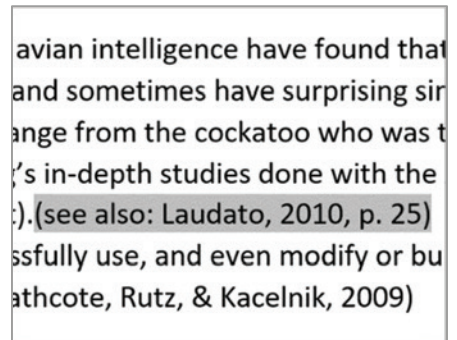 avian intelligence have found that
and sometimes have surprising sir
ange from the cockatoo who was t
's in-depth studies done with the
:).(see also: Laudato, 2010, p. 25)
ssfully use, and even modify or bu
athcote, Rutz, & Kacelnik, 2009)